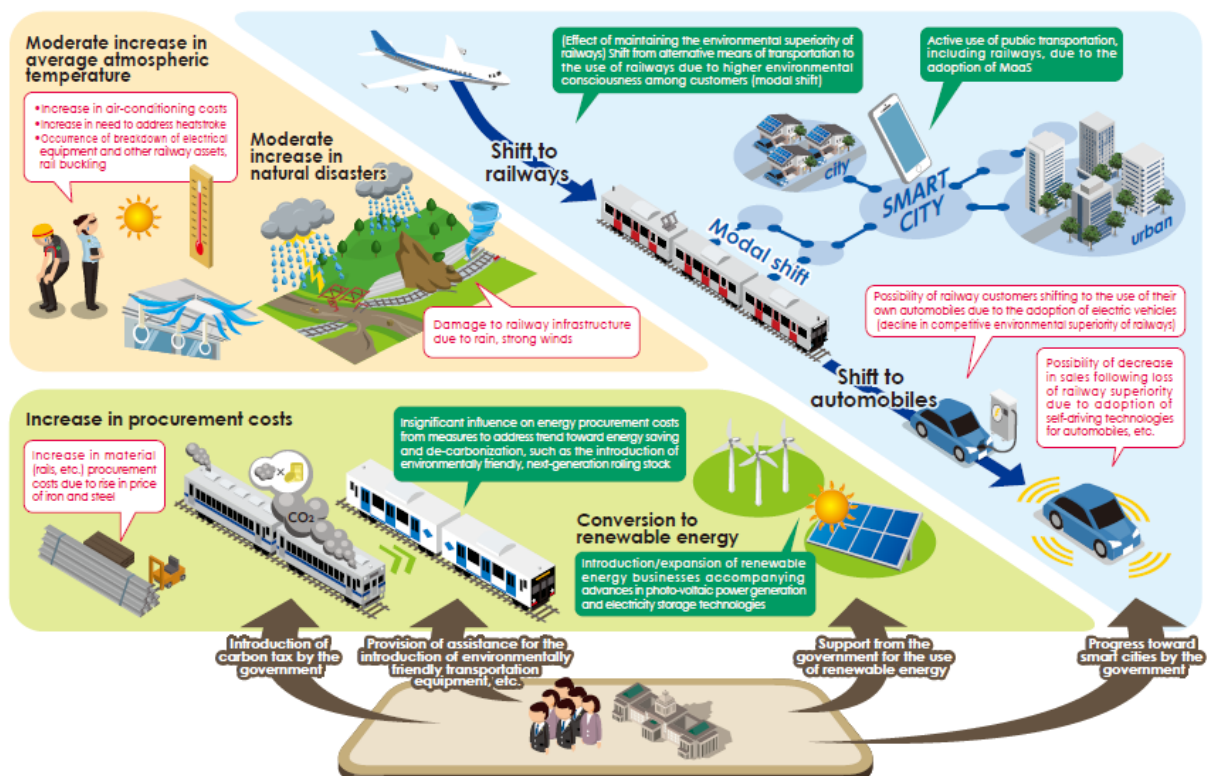 Moderate increase in
average atmospheric
temperature
•Increase in air-conditioning costs
•Increase in need to address heatstroke
•Occurrence of breakdown of electrical
equipment and other railway assets,
rail buckling
Moderate
increase in
natural disasters
Damage to railway infrastructure
due to rain, strong winds
(Effect of maintaining the environmental superiority of
railways) Shift from alternative means of transportation to
the use of railways due to higher environmental
consciousness among customers (modal shift)
Active use of public transportation,
including railways, due to the
adoption of MaaS
Shift to
railways
city
SMART
CITY
urban
Modal shift
Possibility of railway customers shifting to the use of their
own automobiles due to the adoption of electric vehicles
(decline in competitive environmental superiority of railways)
Shift to
automobiles
Possibility of decrease
in sales following loss
of railway superiority
due to adoption of
self-driving technologies
for automobiles, etc.
Increase in procurement costs
Increase in material
(rails, etc.) procurement
costs due to rise in price
of iron and steel
CO2
Insignificant influence on energy procurement costs
from measures to address trend toward energy saving
and de-carbonization, such as the introduction of
environmentally friendly, next-generation rolling stock
Conversion to
renewable energy
Introduction/expansion of renewable
energy businesses accompanying
advances in photo-voltaic power generation
and electricity storage technologies
Introduction of
carbon tax by the
government
Provision of assistance for the
introduction of environmentally
friendly transportation
equipment, etc.
Support from the
government for the use
of renewable energy
Progress toward
smart cities by the
government